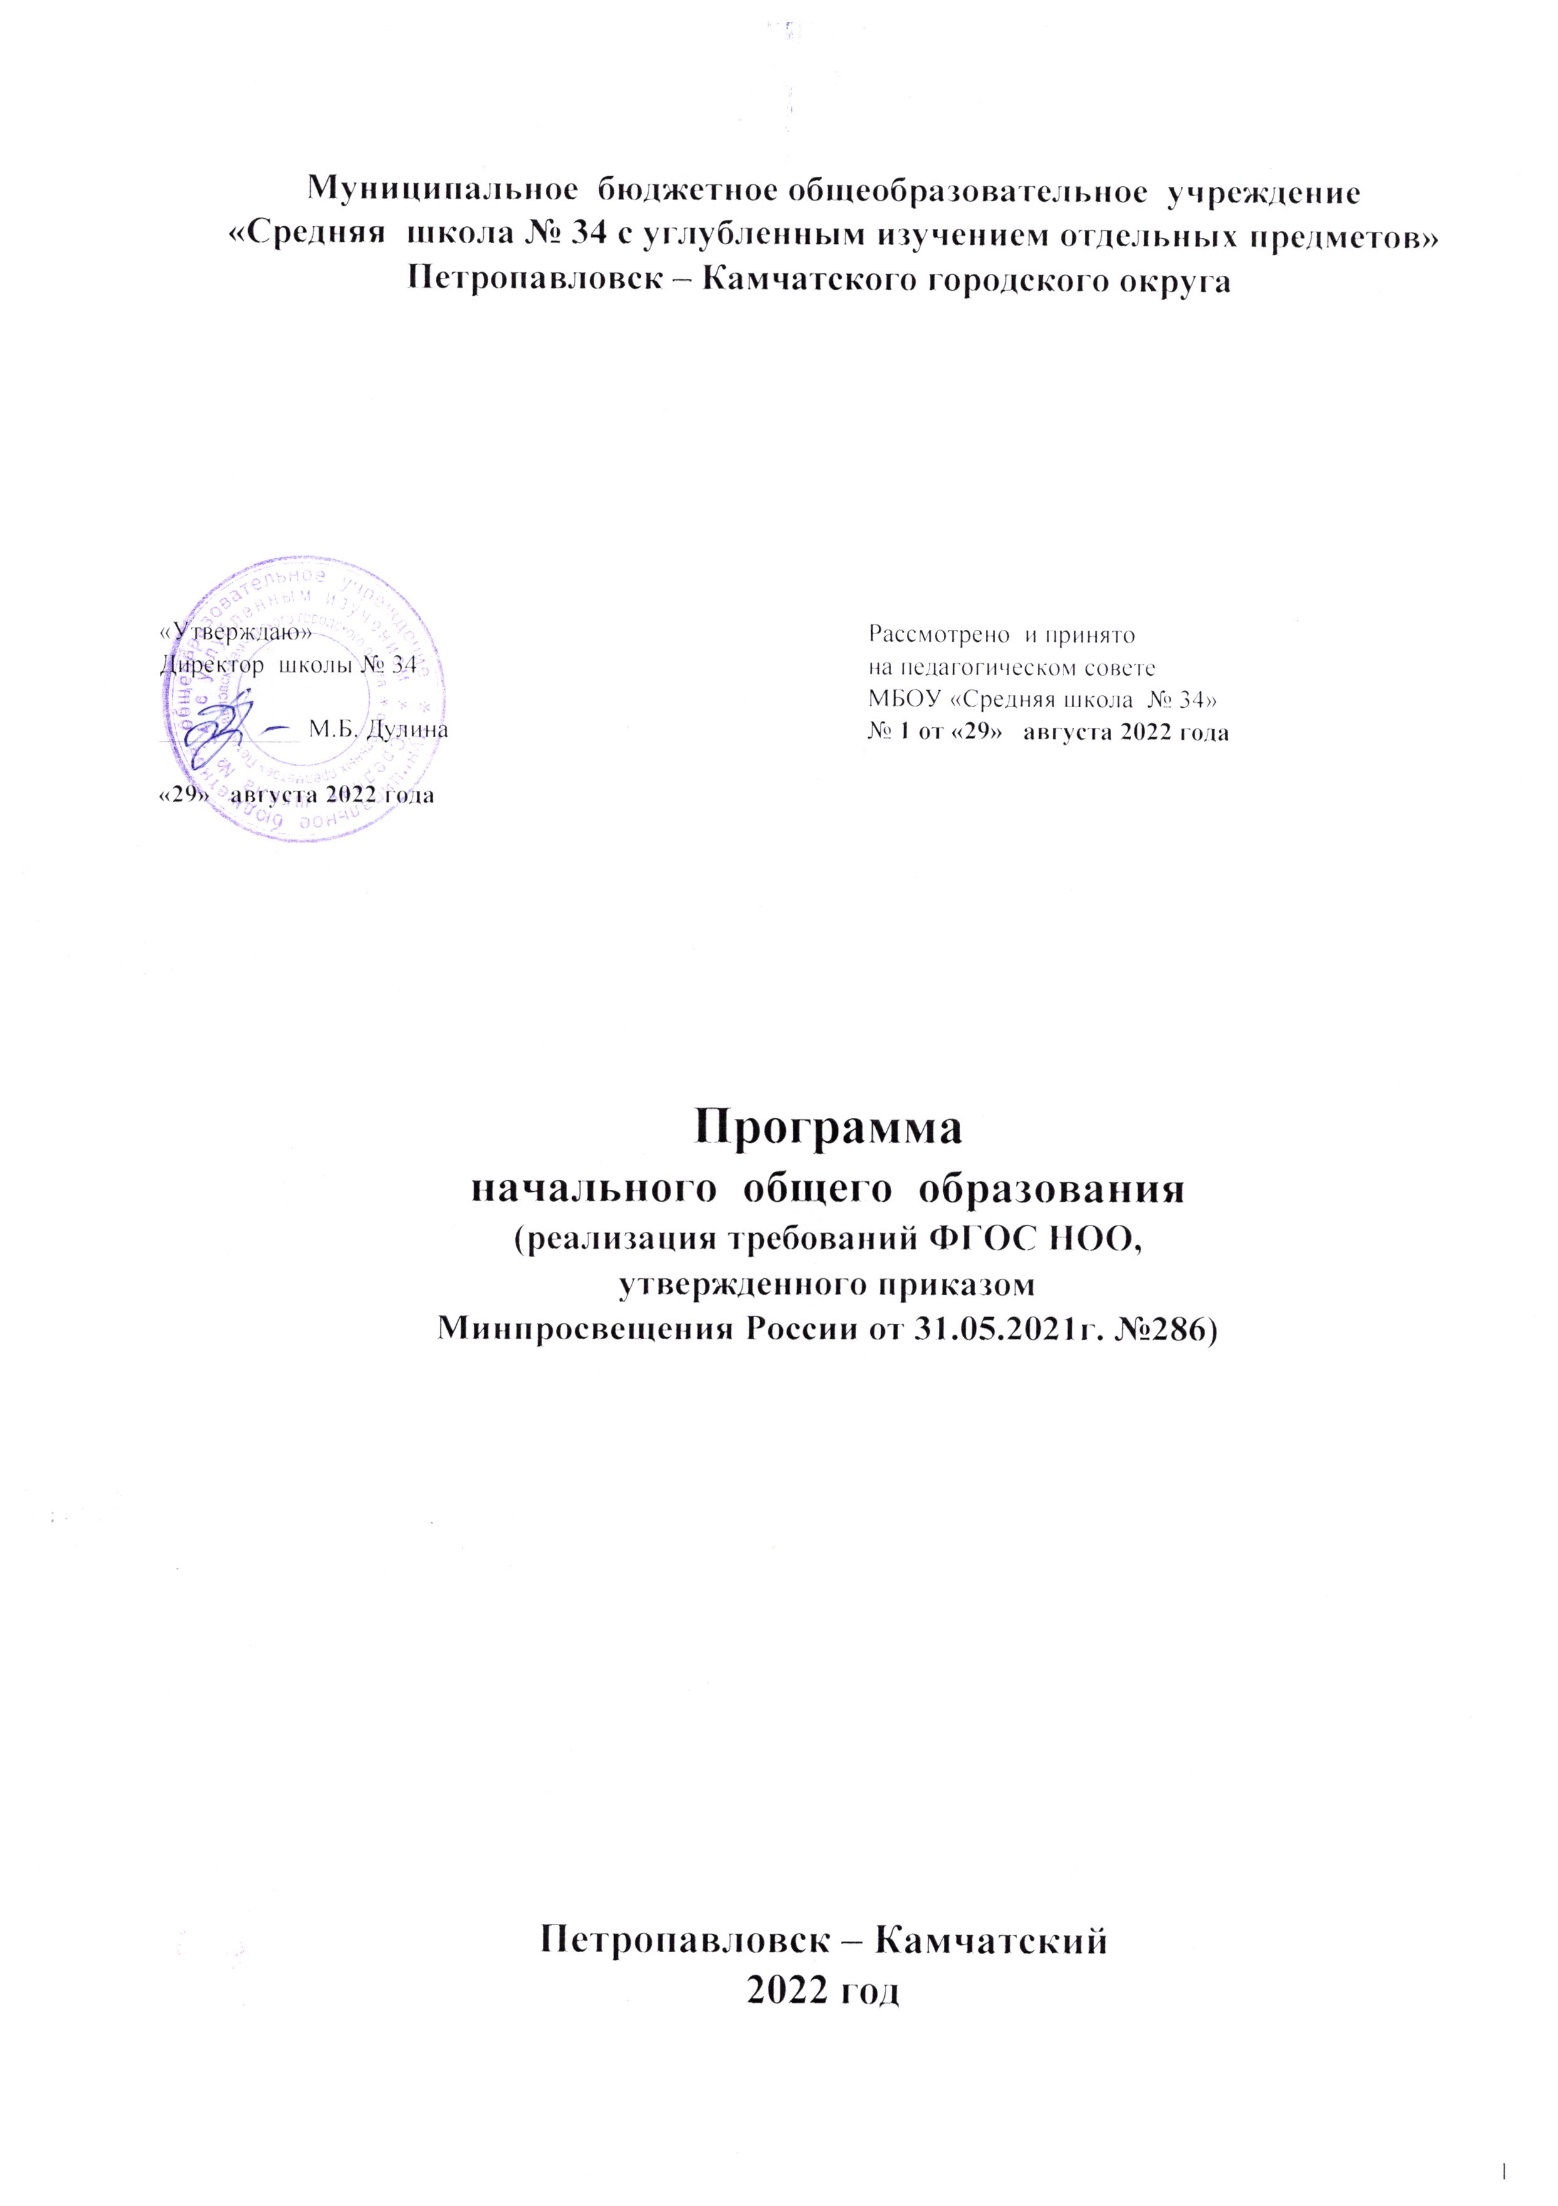 Муниципальное бюджетное общеобразовательное учреждение
«Средняя школа № 34 с углубленным изучением отдельных предметов»
Петропавловск – Камчатского городского округа
«Утверждаю»
Директор школы № 34
М.Б. Дулина
«29» августа 2022 года
Рассмотрено и принято
на педагогическом совете
МБОУ «Средняя школа № 34»
№ 1 от «29» августа 2022 года
Программа
начального общего образования
(реализация требований ФГОС НОО,
утвержденного приказом
Минпросвещения России от 31.05.2021г. №286)
Петропавловск – Камчатский
2022 год